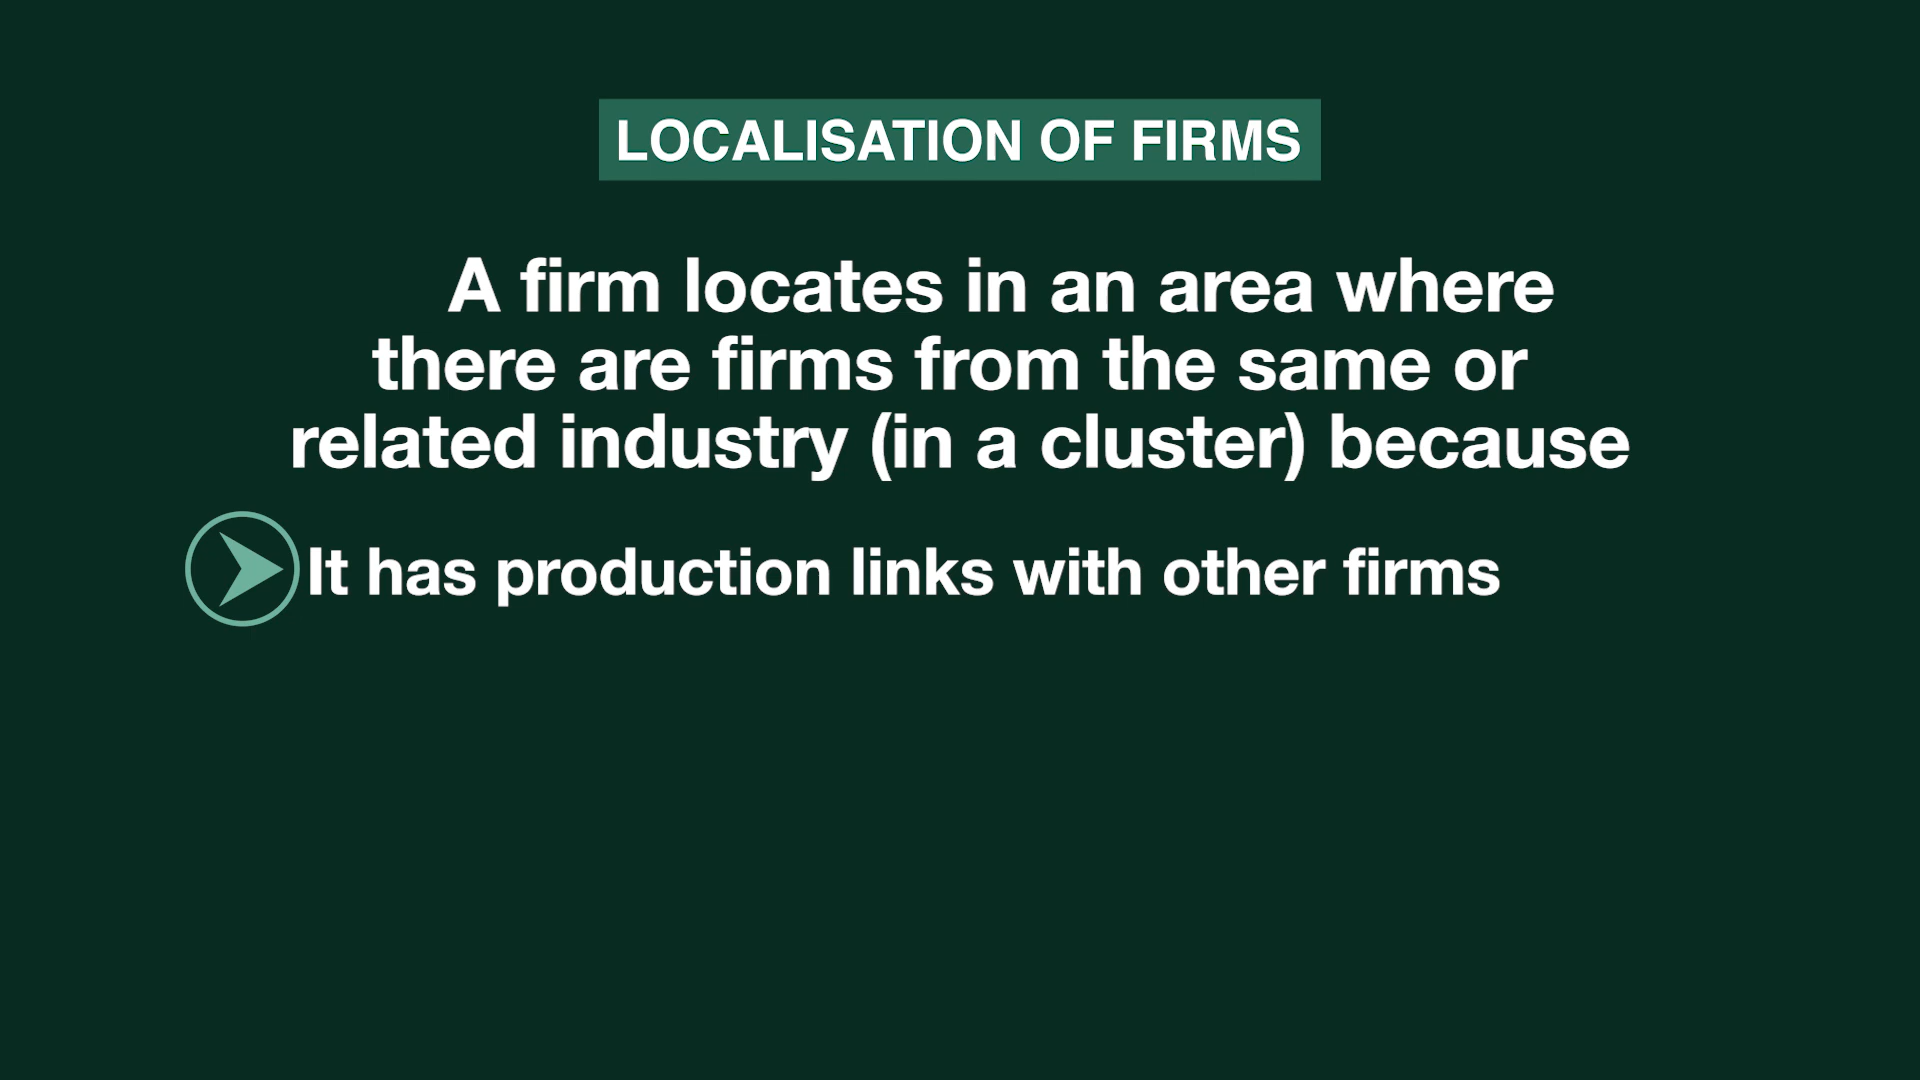 LOCALISATION OF FIRMS
A firm locates in an area where
there are firms from the same or
related industry (in a cluster) because
It has production links with other firms